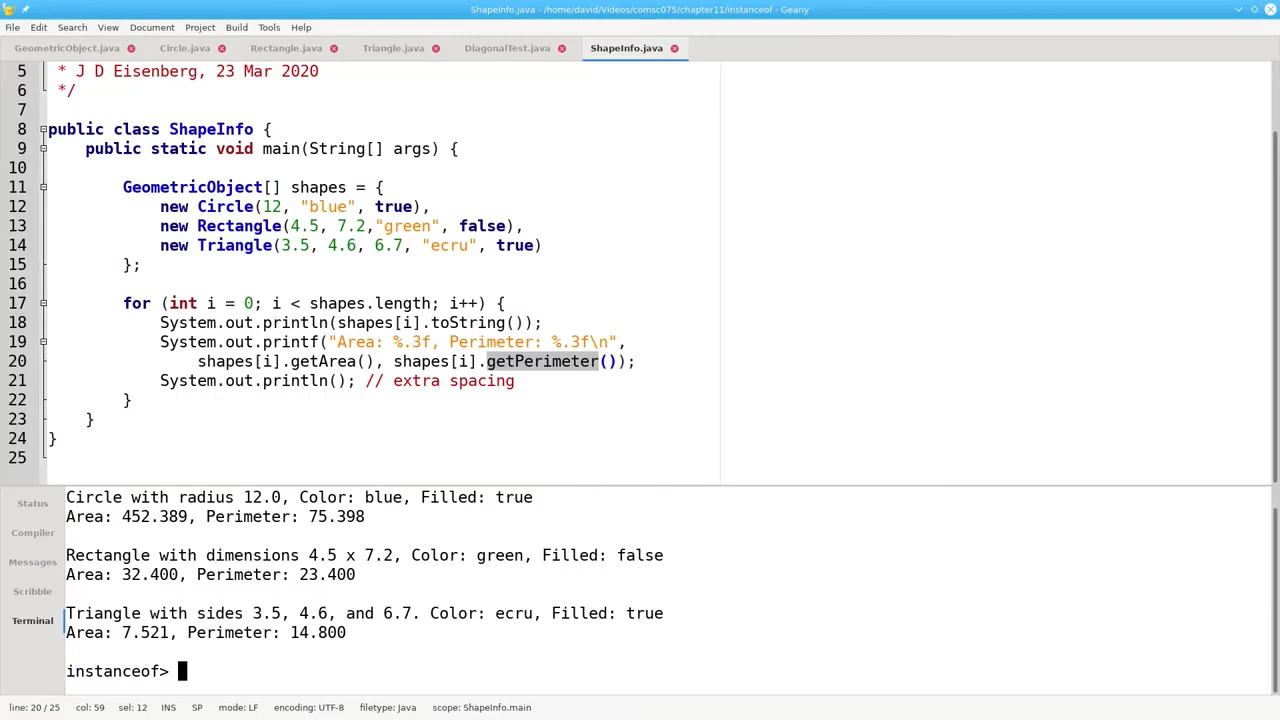 ShapeInfo.java - /home/david/Videos/comsc075/chapter11/instanceof - Geany
File Edit Search View Document Project Build Tools Help
GeometricObject.java Circle.java Rectangle.java Triangle.java DiagonalTest.java ShapeInfo.java
5 * J D Eisenberg, 23 Mar 2020
6 */
7
8 public class ShapeInfo {
9 public static void main(String[] args) {
10
11 GeometricObject[] shapes = {
12 new Circle(12, "blue", true),
13 new Rectangle(4.5, 7.2,"green", false),
14 new Triangle(3.5, 4.6, 6.7, "ecru", true)
15 };
16
17 for (int i = 0; i < shapes.length; i++) {
18 System.out.println(shapes[i].toString());
19 System.out.printf("Area: %.3f, Perimeter: %.3f\n",
20 shapes[i].getArea(), shapes[i].getPerimeter());
21 System.out.println(); // extra spacing
22 }
23 }
24 }
25
Status
Compiler
Messages
Scribble
Terminal
Circle with radius 12.0, Color: blue, Filled: true
Area: 452.389, Perimeter: 75.398
Rectangle with dimensions 4.5 x 7.2, Color: green, Filled: false
Area: 32.400, Perimeter: 23.400
Triangle with sides 3.5, 4.6, and 6.7. Color: ecru, Filled: true
Area: 7.521, Perimeter: 14.800
instanceof>
line: 20 / 25 col: 59 sel: 12 INS SP mode: LF encoding: UTF-8 filetype: Java scope: ShapeInfo.main